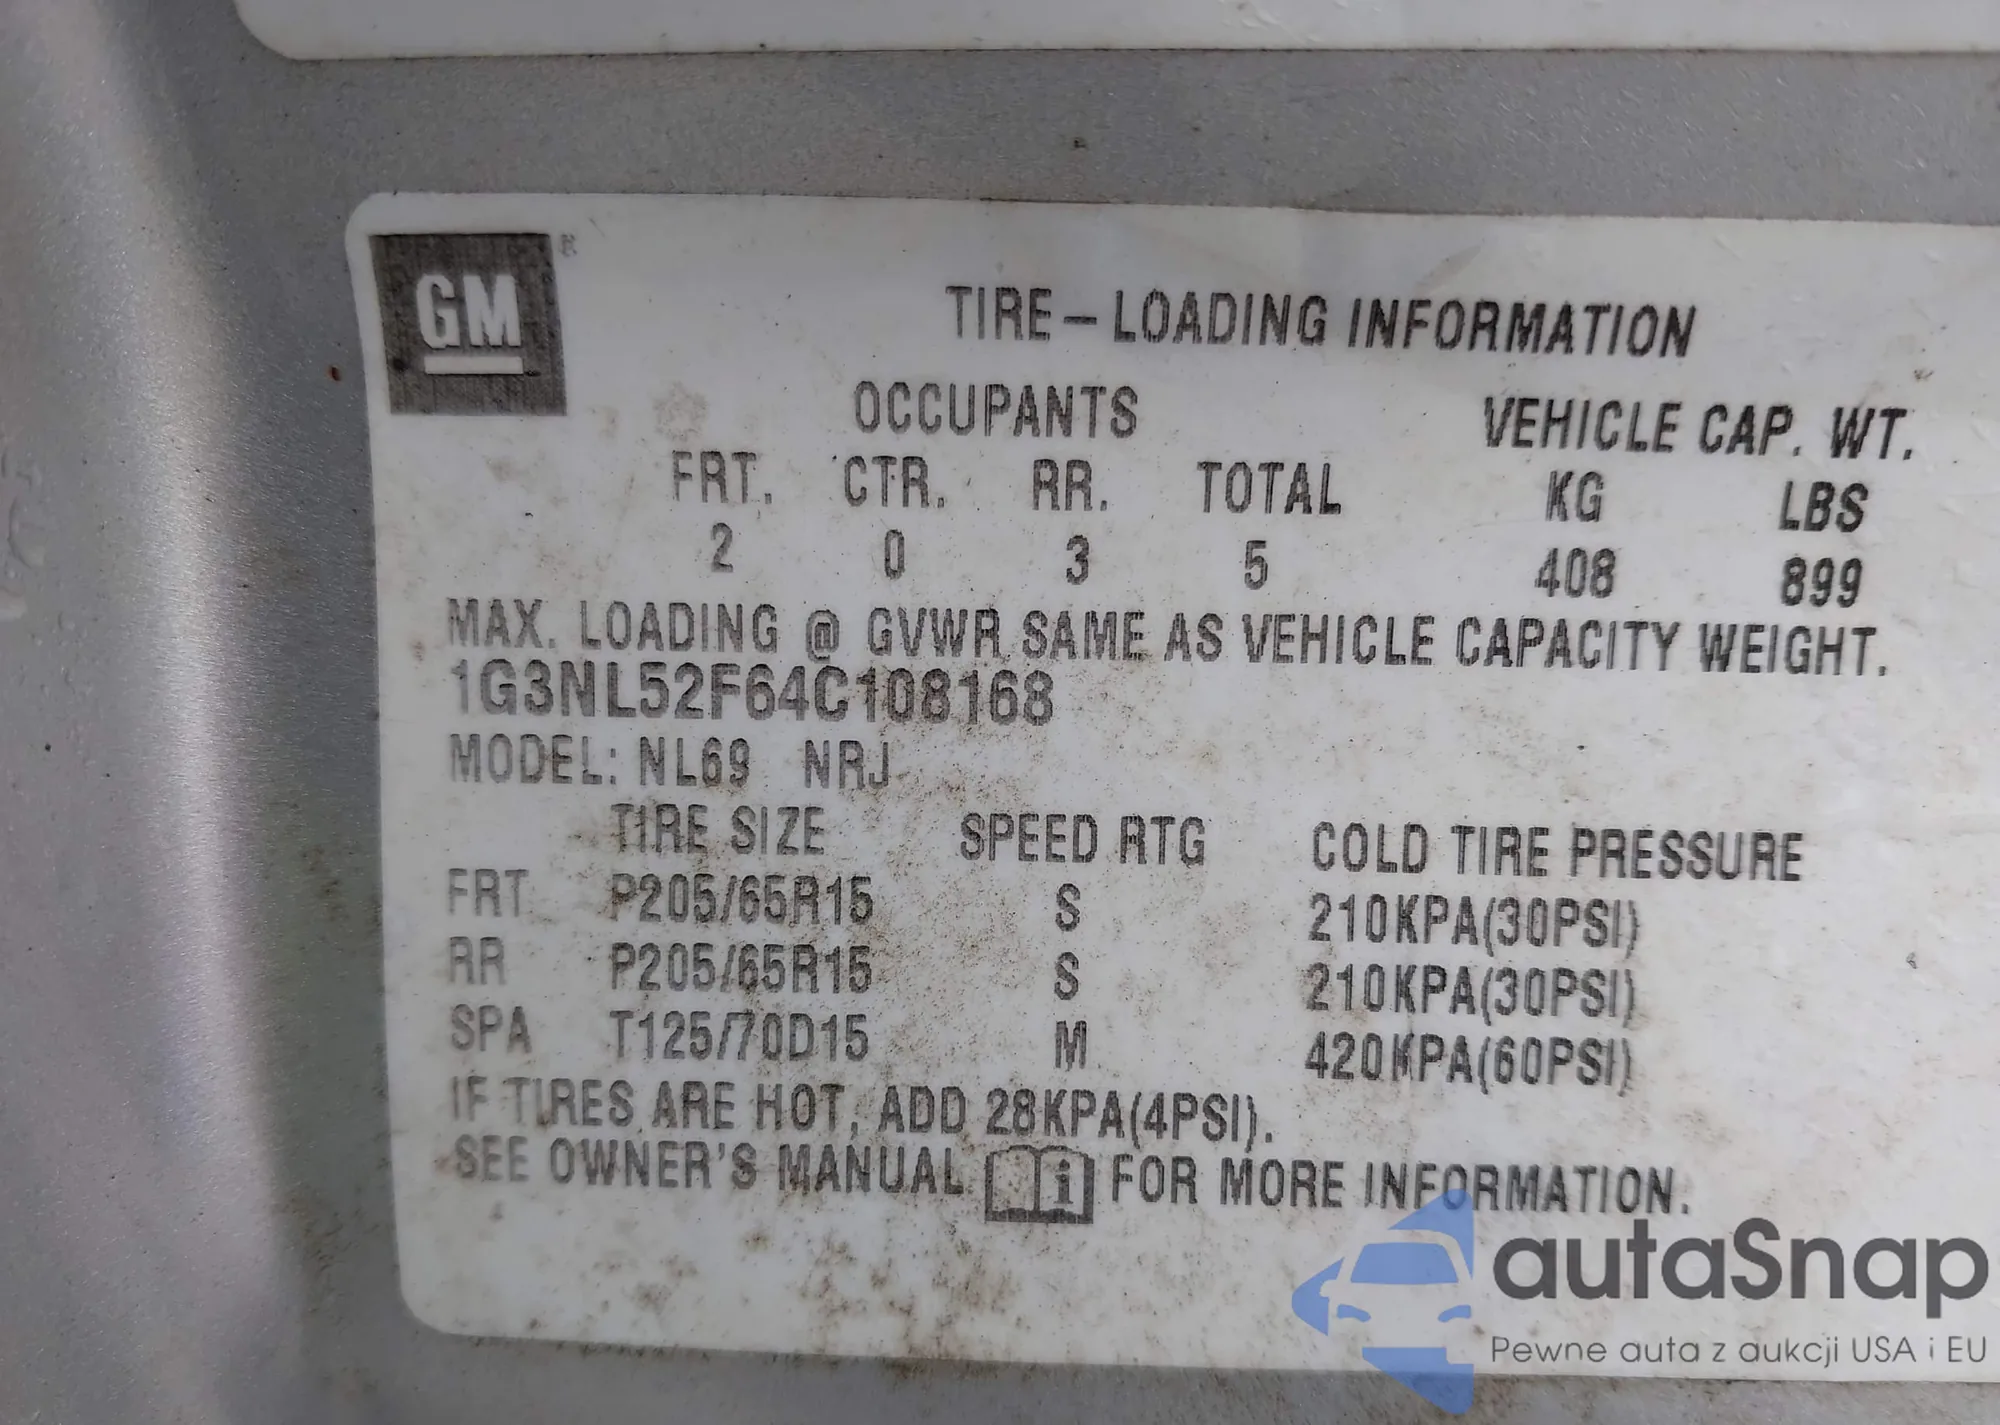 GM
TIRE-LOADING INFORMATION
OCCUPANTS VEHICLE CAP. WT.
FRT. CTR. RR. TOTAL KG LBS
2 0 3 5 408 899
MAX. LOADING @ GVWR SAME AS VEHICLE CAPACITY WEIGHT.
1G3NL52F64C108168
MODEL: NL69 NRJ
TIRE SIZE SPEED RTG COLD TIRE PRESSURE
FRT P205/65R15 S 210KPA(30PSI)
RR P205/65R15 S 210KPA(30PSI)
SPA T125/70D15 M 420KPA(60PSI)
IF TIRES ARE HOT, ADD 28KPA(4PSI).
SEE OWNER'S MANUAL i FOR MORE INFORMATION.
autaSnap
Pewne auta z aukcji USA i EU